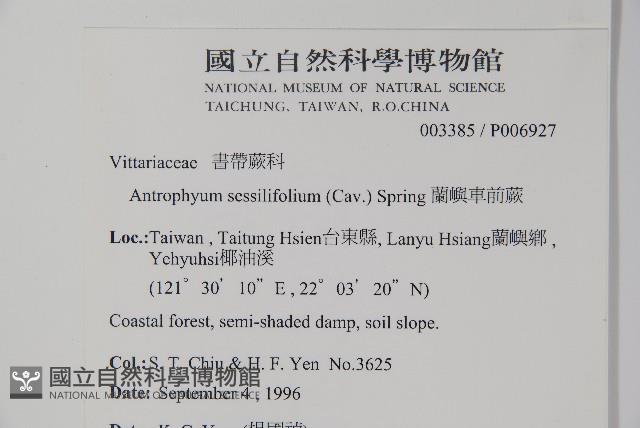 國立自然科學博物館
NATIONAL MUSEUM OF NATURAL SCIENCE
TAICHUNG, TAIWAN, R.O.CHINA
003385 / P006927
Vittariaceae 書帶蕨科
Antrophyum sessilifolium (Cav.) Spring 蘭嶼車前蕨
Loc.:Taiwan , Taitung Hsien台東縣, Lanyu Hsiang蘭嶼鄉 ,
Yehyuhsi椰油溪
(121° 30’ 10” E , 22° 03’ 20” N)
Coastal forest, semi-shaded damp, soil slope.
Col.:S. T. Chiu & H. F. Yen No.3625
Date: September 4 , 1996
國立自然科學博物館
NATIONAL MUSEUM OF NATURAL SCIENCE